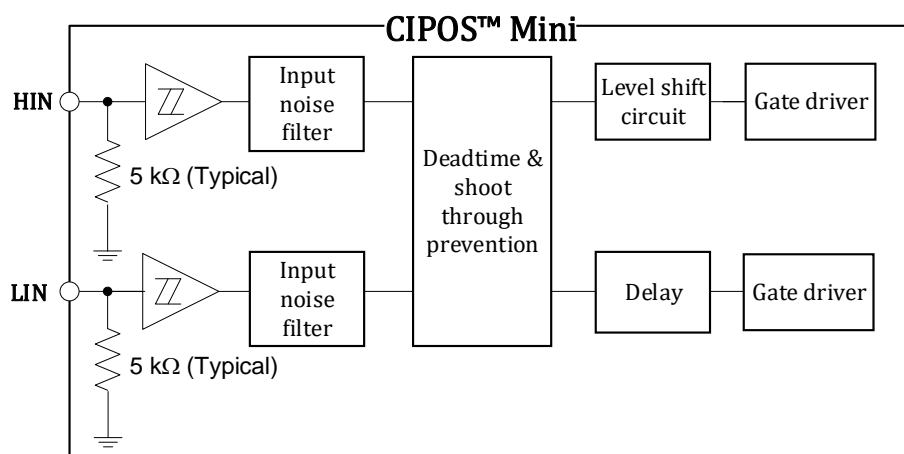 CIPOS™ Mini
HIN
Input
noise
filter
Level shift
circuit
Gate driver
5 kΩ (Typical)
Deadtime &
shoot
through
prevention
LIN
Input
noise
filter
Delay
Gate driver
5 kΩ (Typical)